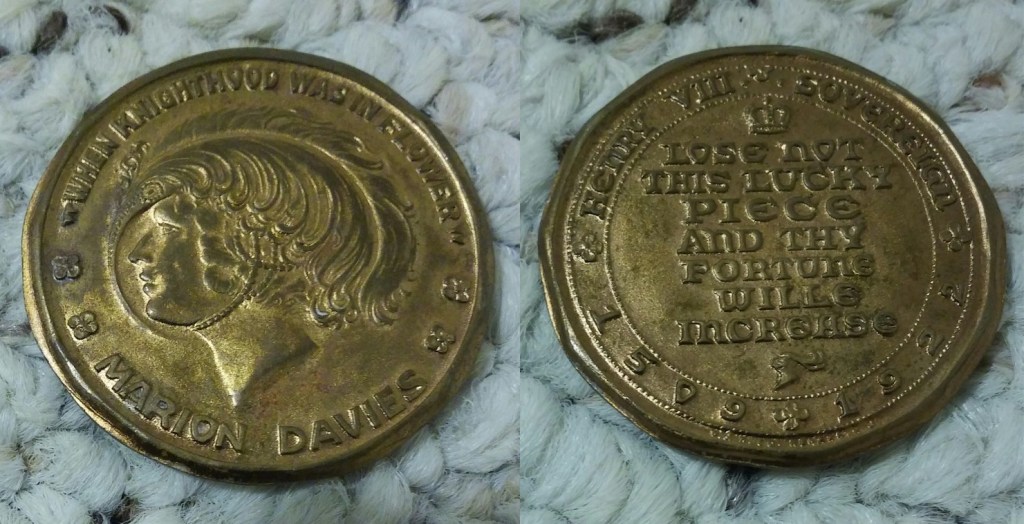 "WHEN KNIGHTHOOD WAS IN FLOWER"
MARION DAVIES
HENRY VIII SOVEREIGN
LOSE NOT
THIS LUCKY
PIECE
AND THY
FORTUNE
WILLE
INCREASE
1509 1922